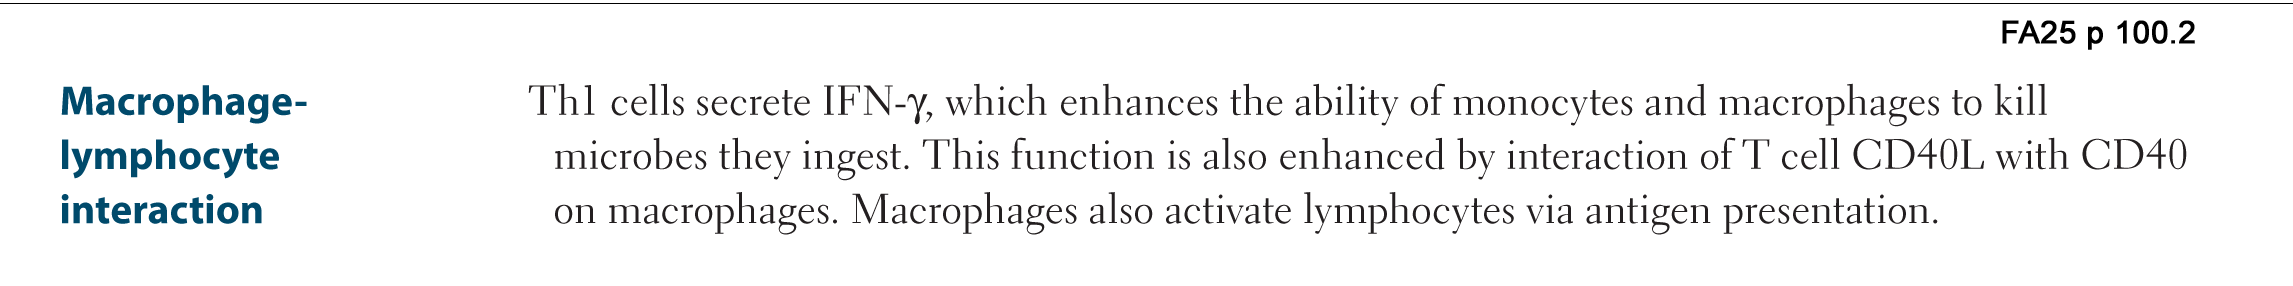 FA25 p 100.2
Macrophage-
lymphocyte
interaction
Th1 cells secrete IFN-γ, which enhances the ability of monocytes and macrophages to kill
microbes they ingest. This function is also enhanced by interaction of T cell CD40L with CD40
on macrophages. Macrophages also activate lymphocytes via antigen presentation.